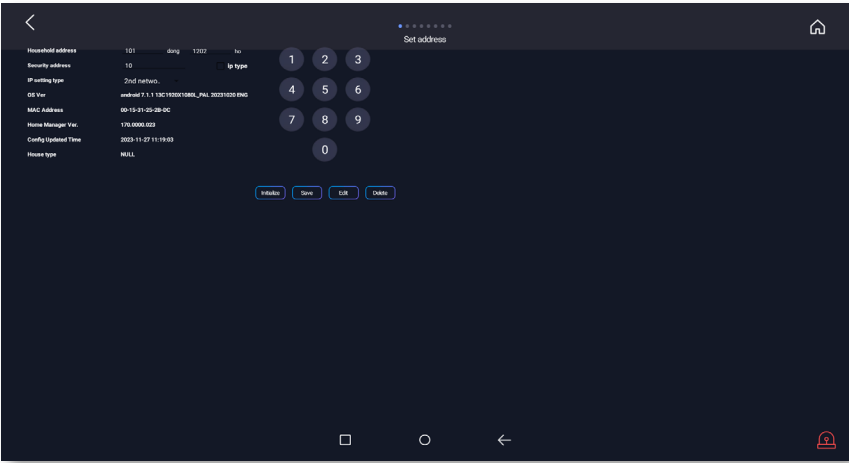 Set address
Household address 101 dong 1202 ho
Security address 10 ip type
IP setting type 2nd netwo..
OS Ver android 7.1.1 13C1920X1080L_PAL 20231020 ENG
MAC Address 00-15-31-25-2B-DC
Home Manager Ver. 170.0000.023
Config Updated Time 2023-11-27 11:19:03
House type NULL
1 2 3
4 5 6
7 8 9
0
Initialize Save Edit Delete